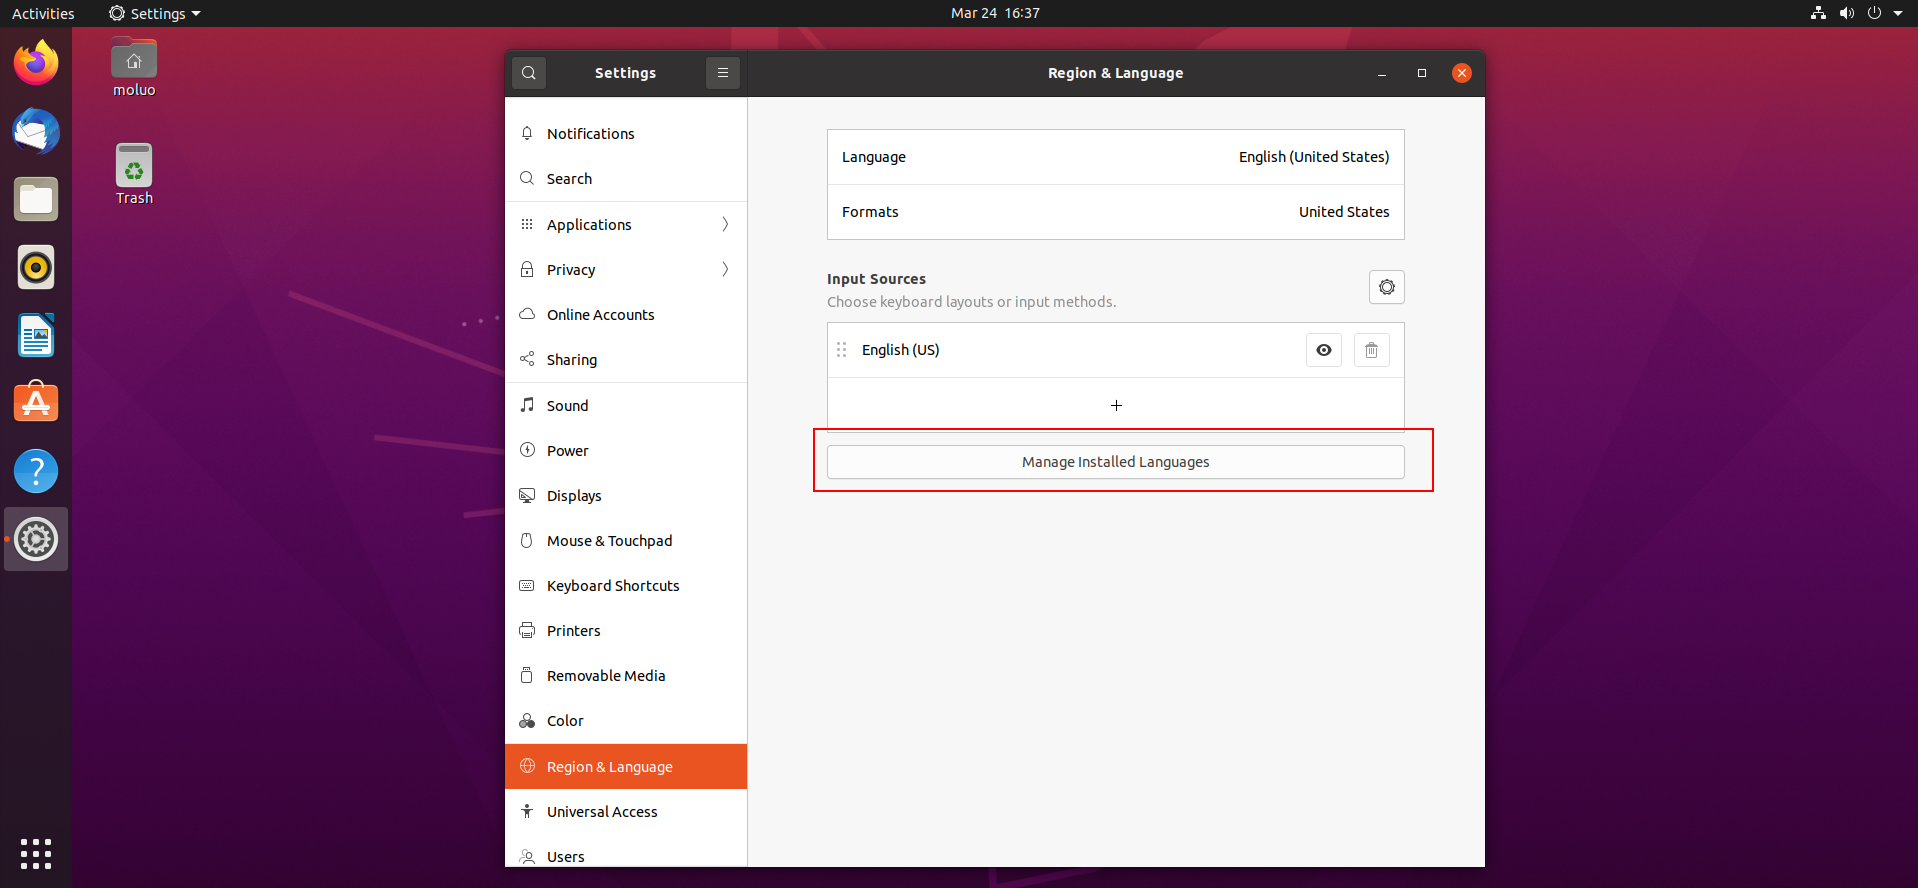 Activities
Settings
Mar 24 16:37
moluo
Trash
Settings
Region & Language
Notifications
Search
Applications
Privacy
Online Accounts
Sharing
Sound
Power
Displays
Mouse & Touchpad
Keyboard Shortcuts
Printers
Removable Media
Color
Region & Language
Universal Access
Users
Language English (United States)
Formats United States
Input Sources
Choose keyboard layouts or input methods.
English (US)
Manage Installed Languages